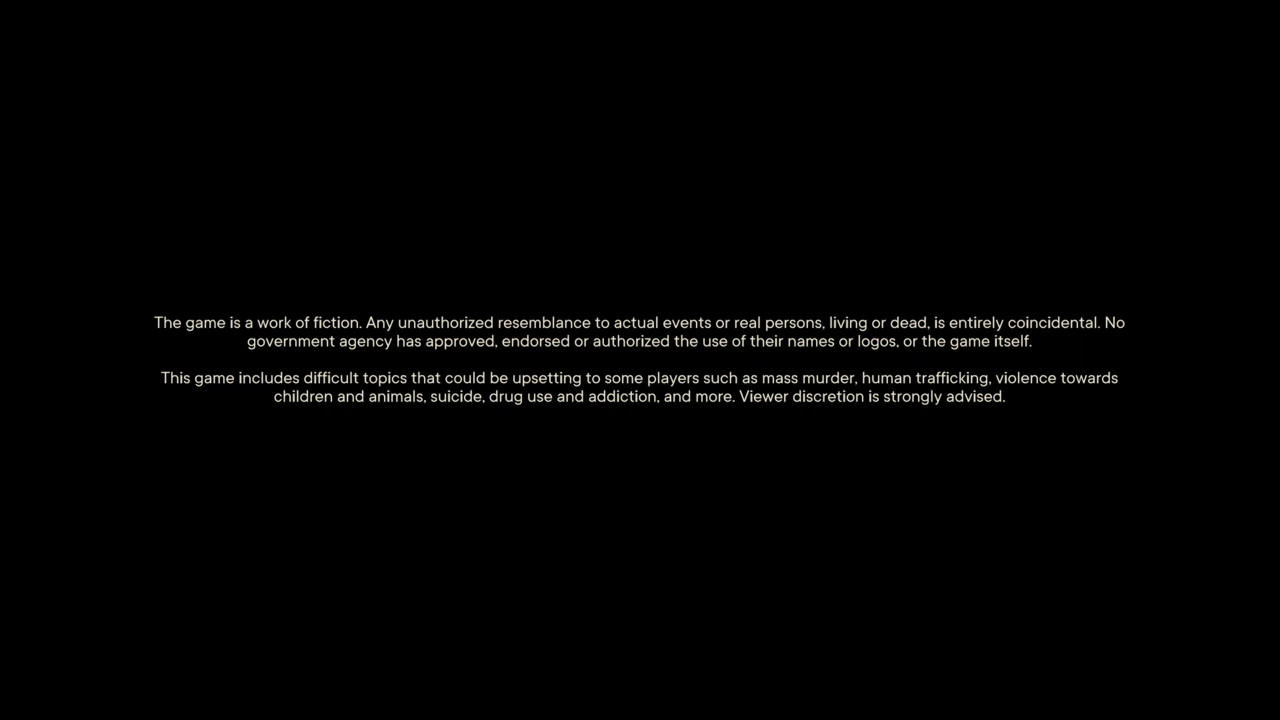 The game is a work of fiction. Any unauthorized resemblance to actual events or real persons, living or dead, is entirely coincidental. No
government agency has approved, endorsed or authorized the use of their names or logos, or the game itself.
This game includes difficult topics that could be upsetting to some players such as mass murder, human trafficking, violence towards
children and animals, suicide, drug use and addiction, and more. Viewer discretion is strongly advised.